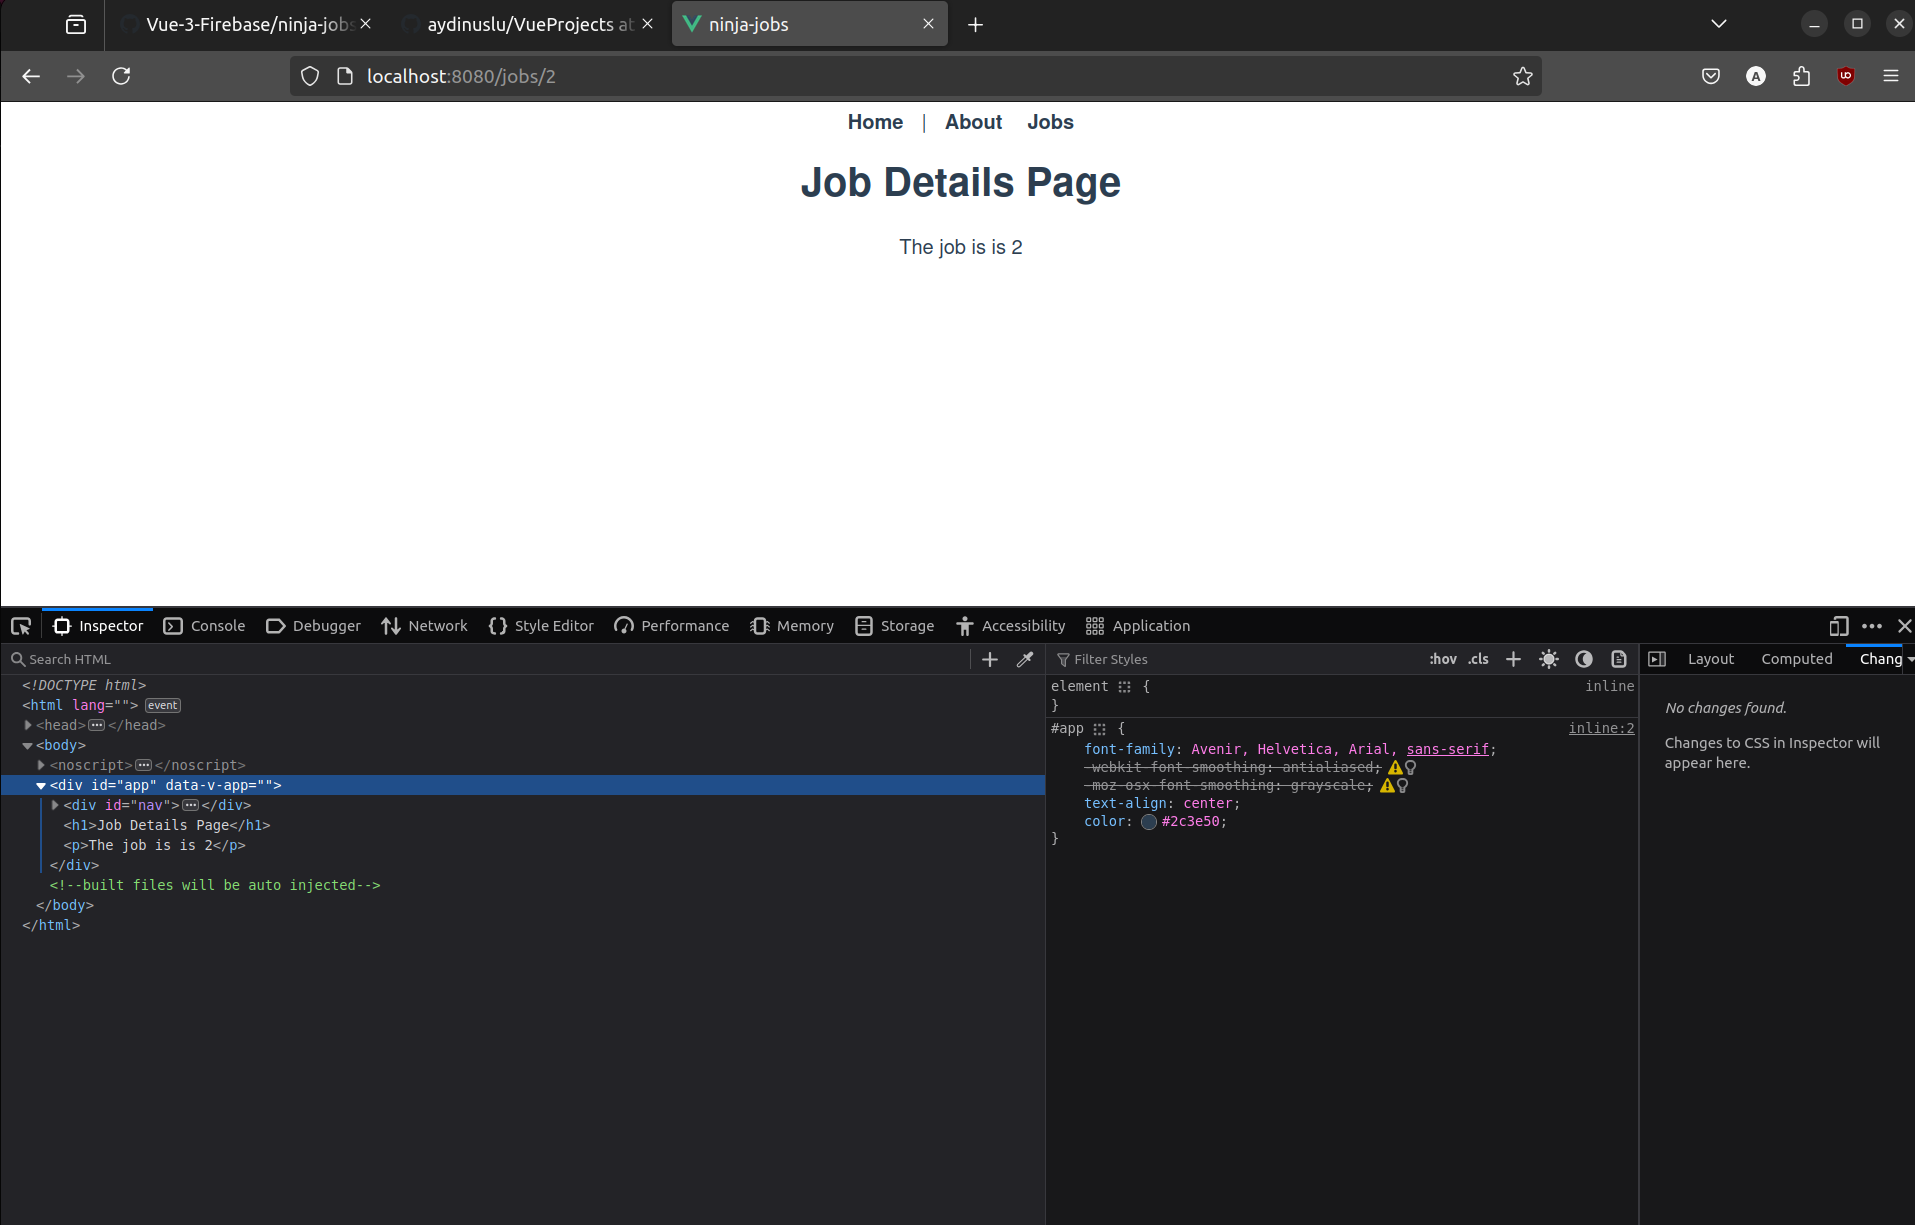 Vue-3-Firebase/ninja-jobs
aydinuslu/VueProjects at
ninja-jobs
localhost:8080/jobs/2
A
Home | About Jobs
Job Details Page
The job is is 2
Inspector Console Debugger Network Style Editor Performance Memory Storage Accessibility Application
Search HTML
<!DOCTYPE html>
<html lang=""> event
<head>···</head>
<body>
<noscript>···</noscript>
<div id="app" data-v-app="">
<div id="nav">···</div>
<h1>Job Details Page</h1>
<p>The job is is 2</p>
</div>
<!--built files will be auto injected-->
</body>
</html>
Filter Styles :hov .cls
element { inline
}
#app { inline:2
font-family: Avenir, Helvetica, Arial, sans-serif;
-webkit-font-smoothing: antialiased;
-moz-osx-font-smoothing: grayscale;
text-align: center;
color: #2c3e50;
}
Layout Computed Chang
No changes found.
Changes to CSS in Inspector will
appear here.